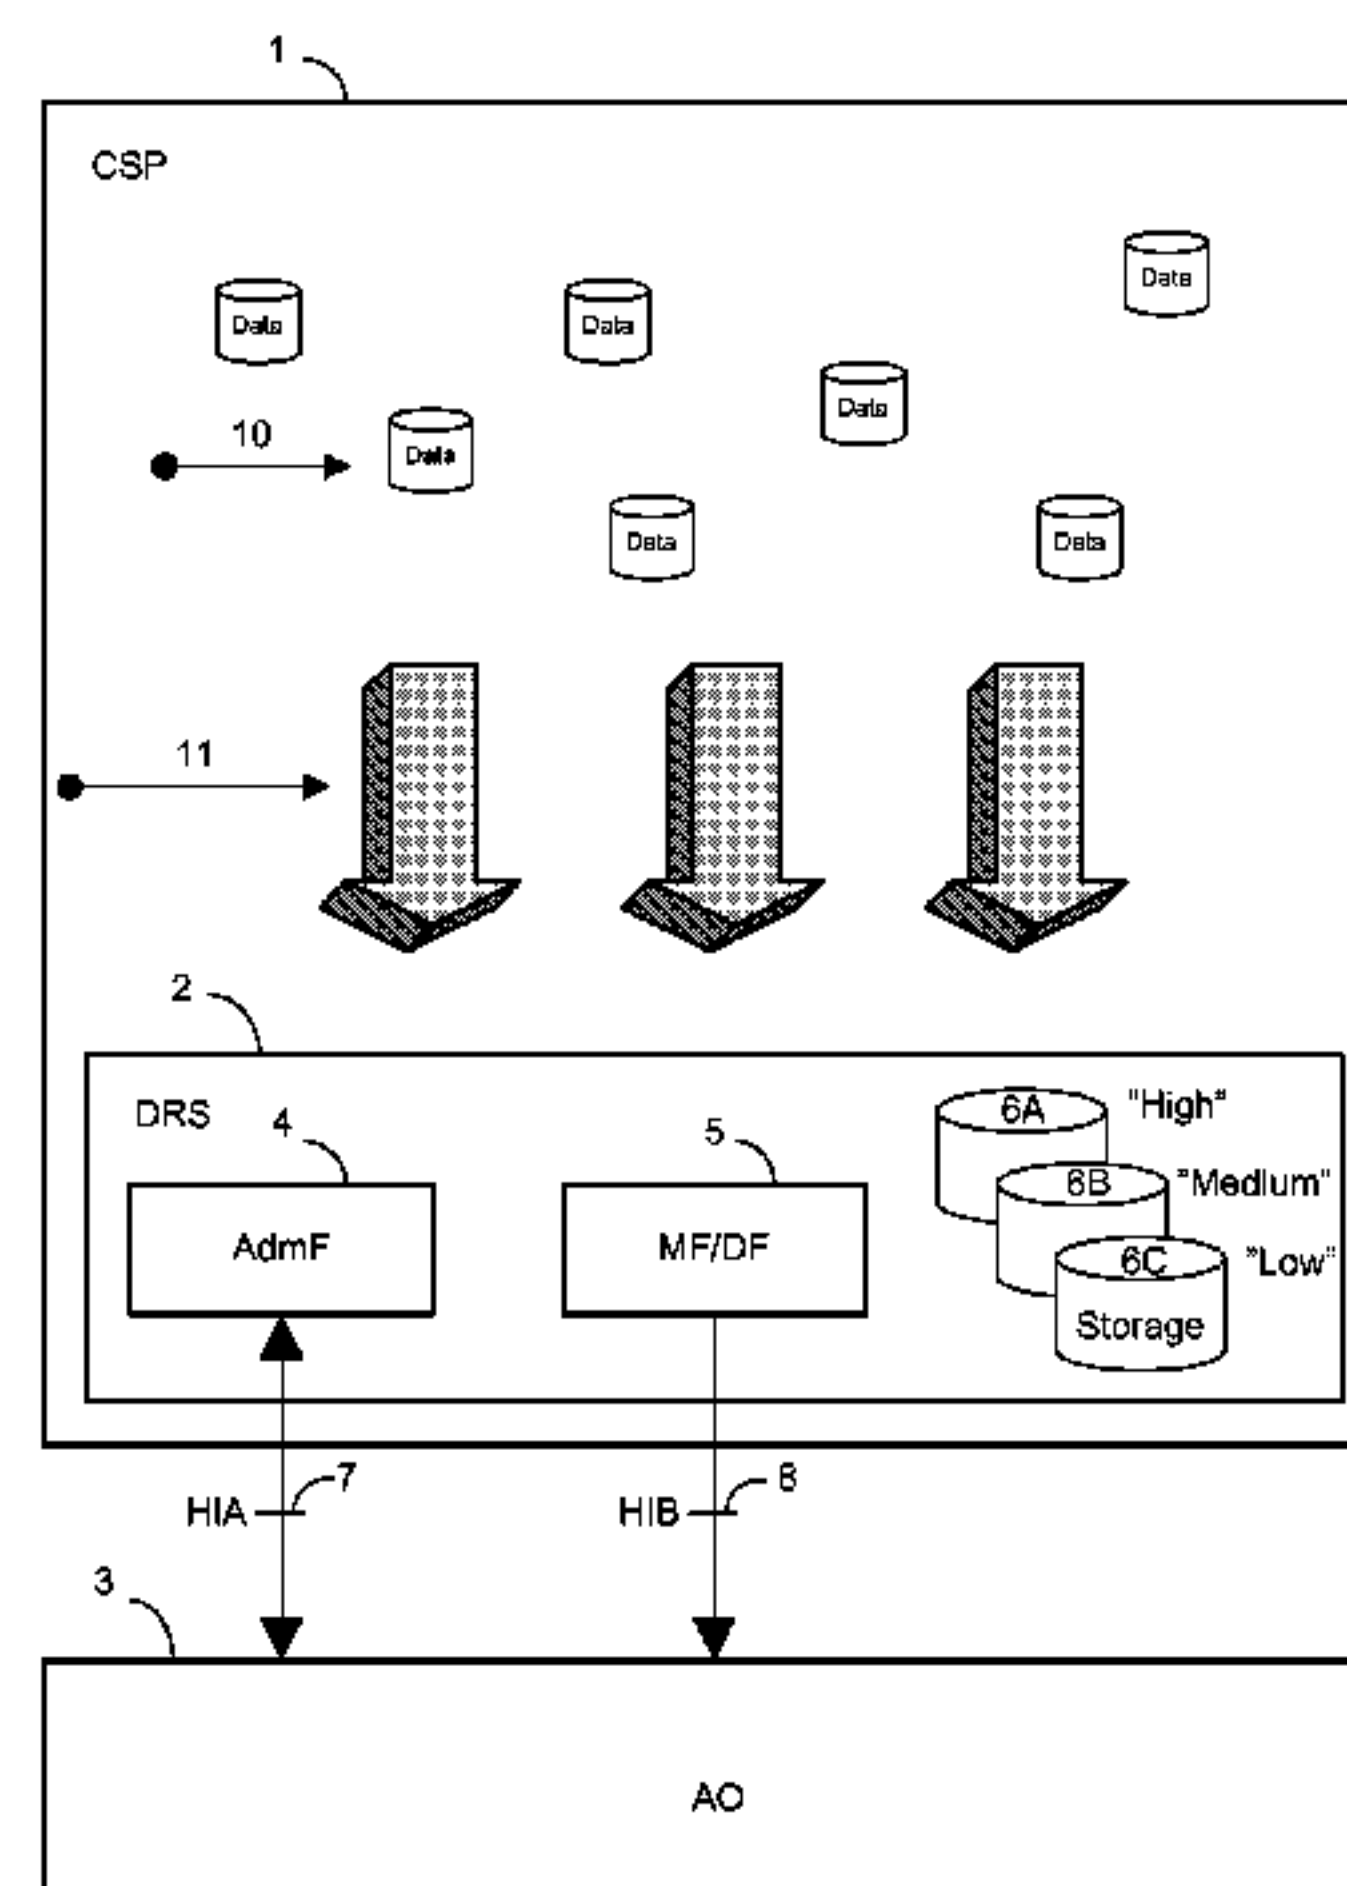 1
CSP
Data
Data
Data
Data
10
Data
Data
Data
11
2
DRS
4
5
6A
"High"
6B
"Medium"
6C
"Low"
AdmF
MF/DF
Storage
HIA
7
HIB
8
3
AO